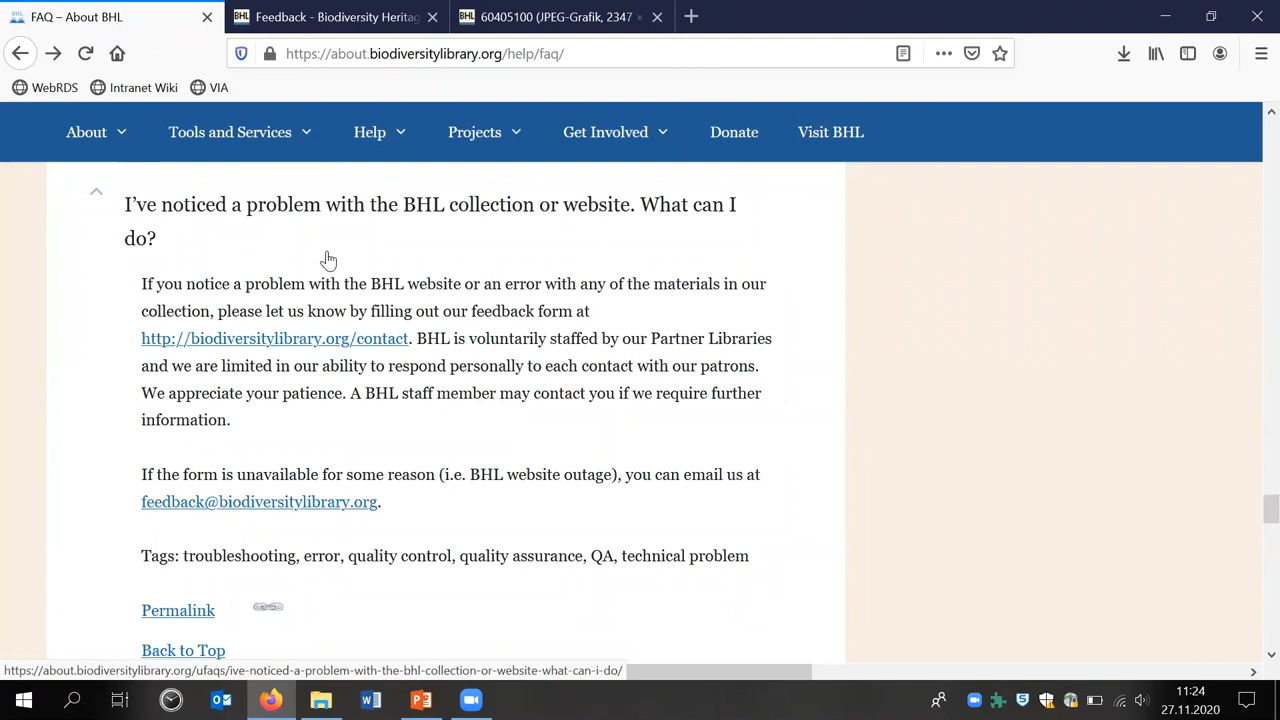 FAQ – About BHL
BHL Feedback - Biodiversity Heritag
BHL 60405100 (JPEG-Grafik, 2347 ×
https://about.biodiversitylibrary.org/help/faq/
WebRDS Intranet Wiki VIA
About Tools and Services Help Projects Get Involved Donate Visit BHL
I’ve noticed a problem with the BHL collection or website. What can I
do?
If you notice a problem with the BHL website or an error with any of the materials in our
collection, please let us know by filling out our feedback form at
http://biodiversitylibrary.org/contact. BHL is voluntarily staffed by our Partner Libraries
and we are limited in our ability to respond personally to each contact with our patrons.
We appreciate your patience. A BHL staff member may contact you if we require further
information.
If the form is unavailable for some reason (i.e. BHL website outage), you can email us at
feedback@biodiversitylibrary.org.
Tags: troubleshooting, error, quality control, quality assurance, QA, technical problem
Permalink
Back to Top
https://about.biodiversitylibrary.org/ufaqs/ive-noticed-a-problem-with-the-bhl-collection-or-website-what-can-i-do/
11:24
27.11.2020